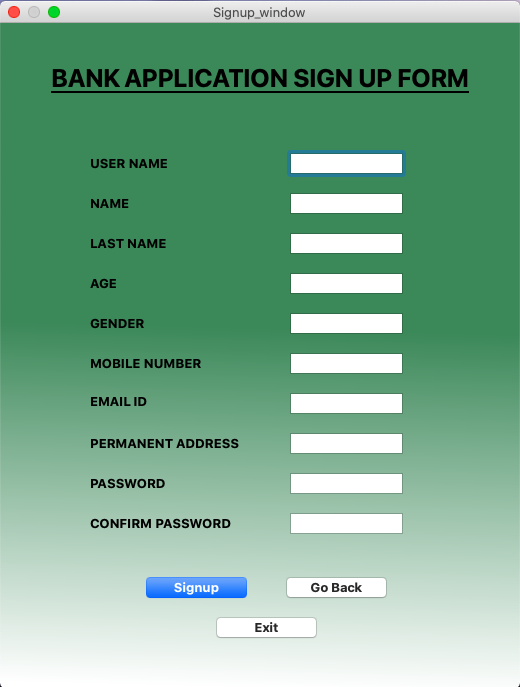 Signup_window
BANK APPLICATION SIGN UP FORM
USER NAME
NAME
LAST NAME
AGE
GENDER
MOBILE NUMBER
EMAIL ID
PERMANENT ADDRESS
PASSWORD
CONFIRM PASSWORD
Signup Go Back
Exit